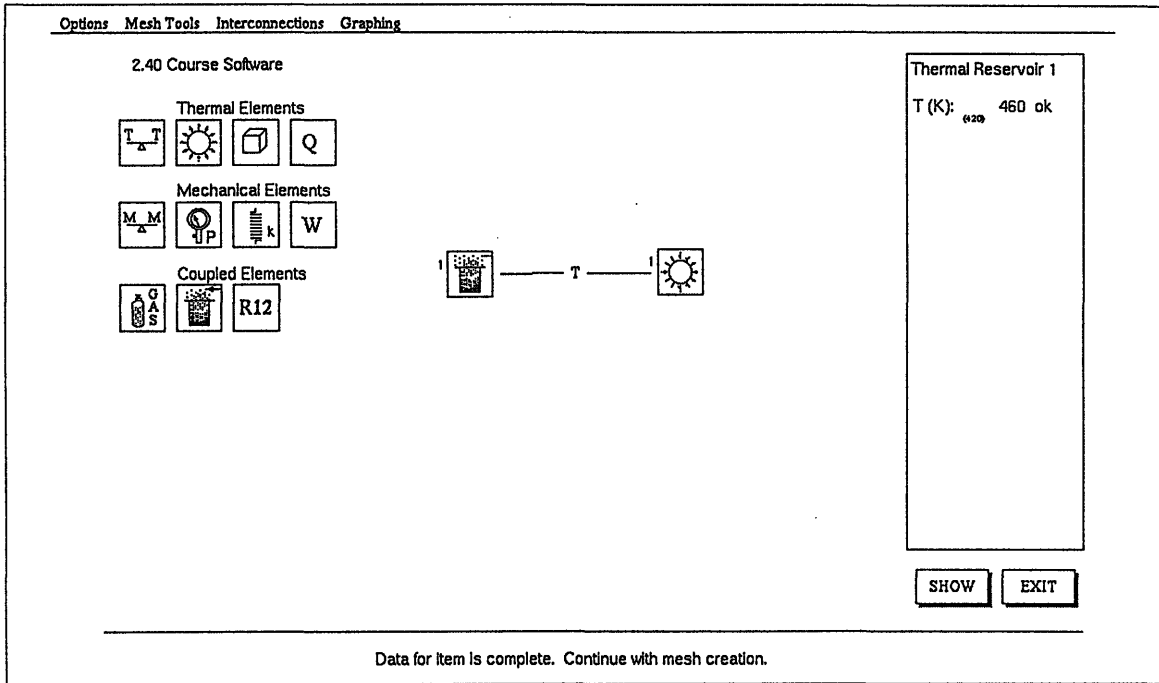 Options Mesh Tools Interconnections Graphing
2.40 Course Software
Thermal Elements
T T
Q
Mechanical Elements
M M
P
k
W
Coupled Elements
GAS
R12
1
T
1
Thermal Reservoir 1
T (K): (420) 460 ok
SHOW EXIT
Data for item is complete. Continue with mesh creation.